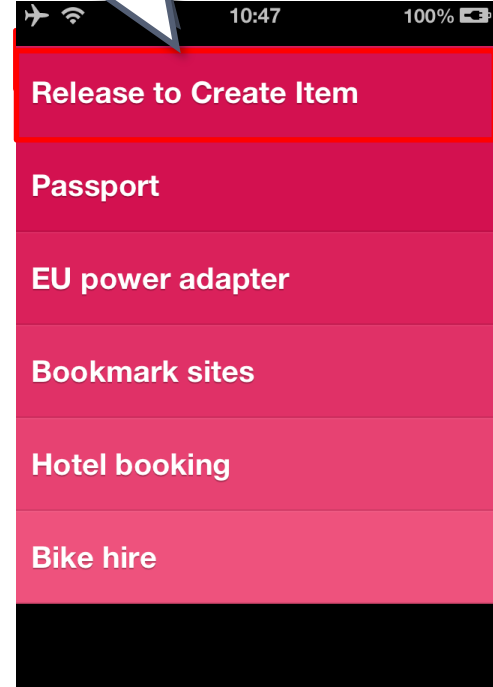 10:47 100%
Release to Create Item
Passport
EU power adapter
Bookmark sites
Hotel booking
Bike hire